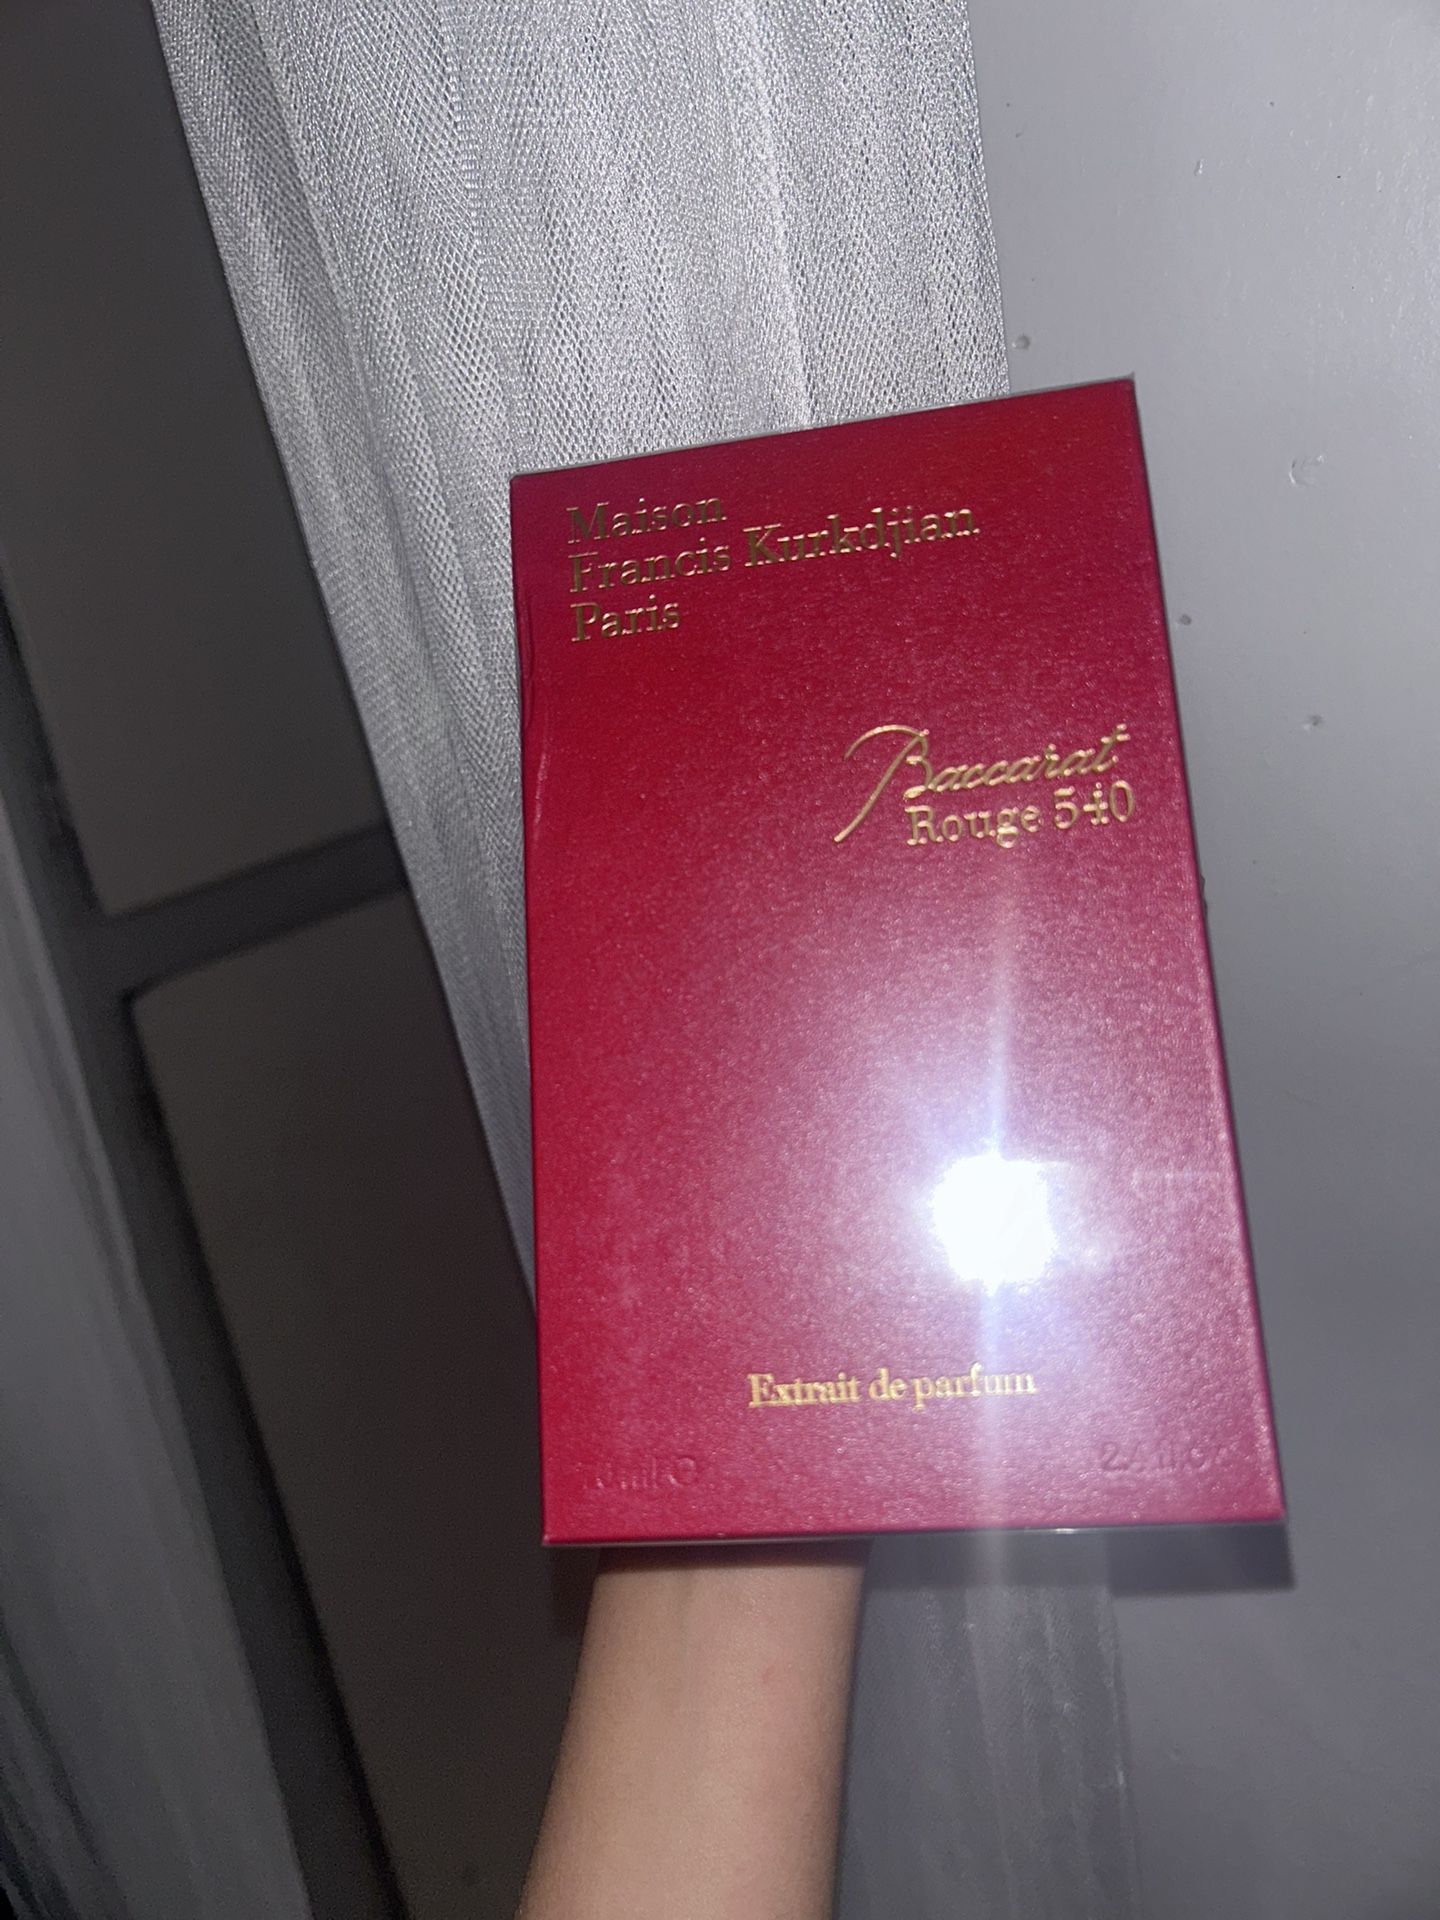 Maison
Francis Kurkdjian
Paris
Baccarat
Rouge 540
Extrait de parfum